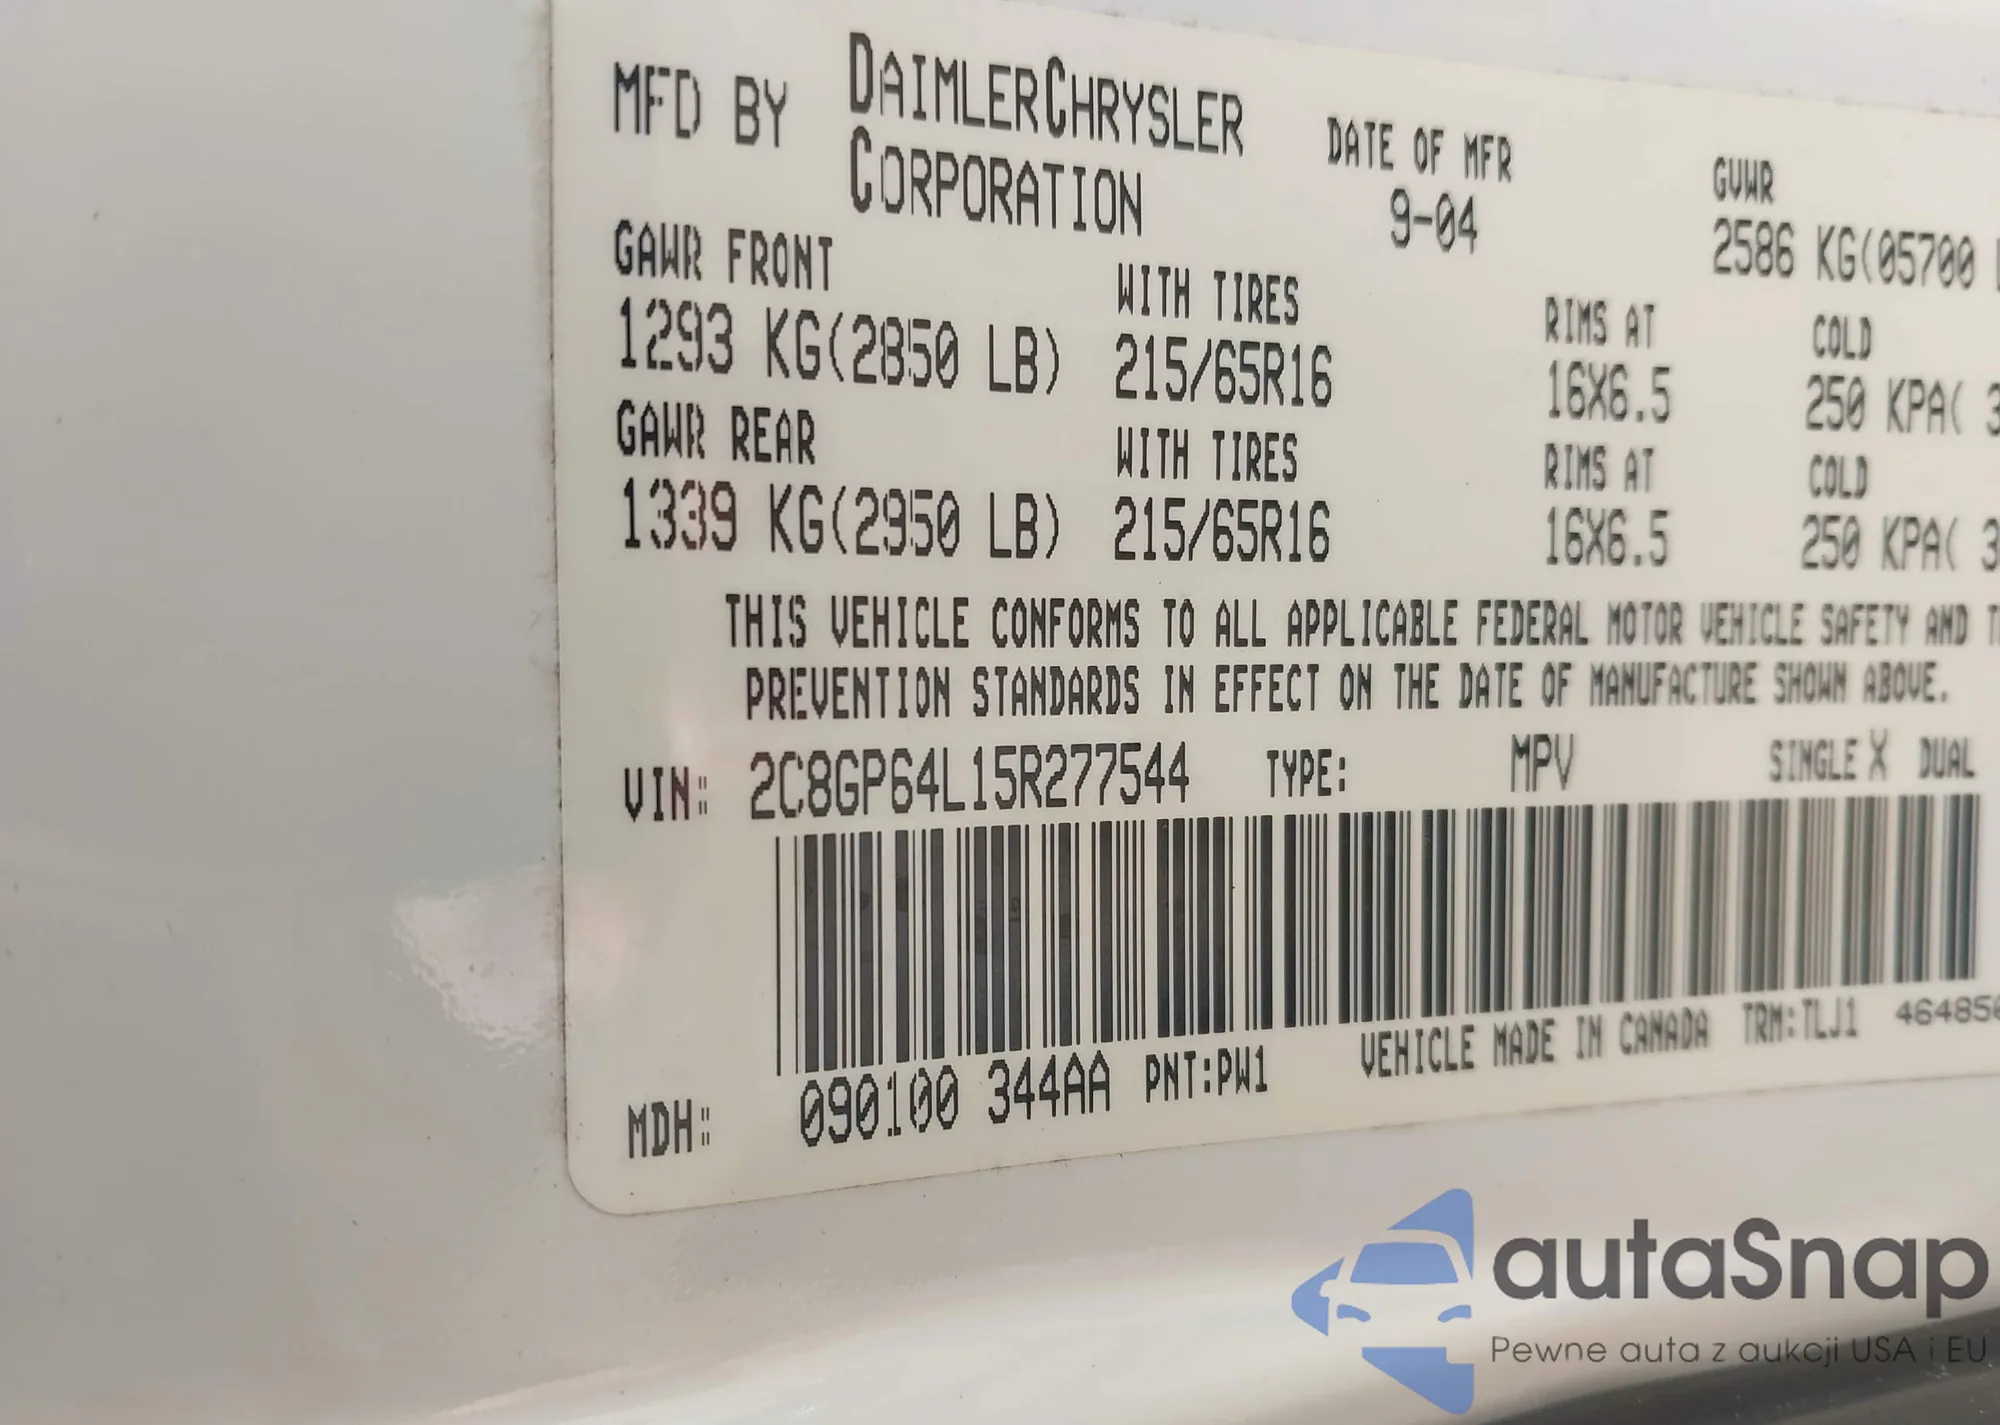 MFD BY DAIMLERCHRYSLER CORPORATION DATE OF MFR 9-04 GVWR 2586 KG(05700
GAWR FRONT WITH TIRES RIMS AT COLD
1293 KG(2850 LB) 215/65R16 16X6.5 250 KPA( 3
GAWR REAR WITH TIRES RIMS AT COLD
1339 KG(2950 LB) 215/65R16 16X6.5 250 KPA( 3
THIS VEHICLE CONFORMS TO ALL APPLICABLE FEDERAL MOTOR VEHICLE SAFETY AND
PREVENTION STANDARDS IN EFFECT ON THE DATE OF MANUFACTURE SHOWN ABOVE.
VIN: 2C8GP64L15R277544 TYPE: MPV SINGLE X DUAL
MDH: 090100 344AA PNT:PW1 VEHICLE MADE IN CANADA TRM:TLJ1 464856
autaSnap
Pewne auta z aukcji USA i EU